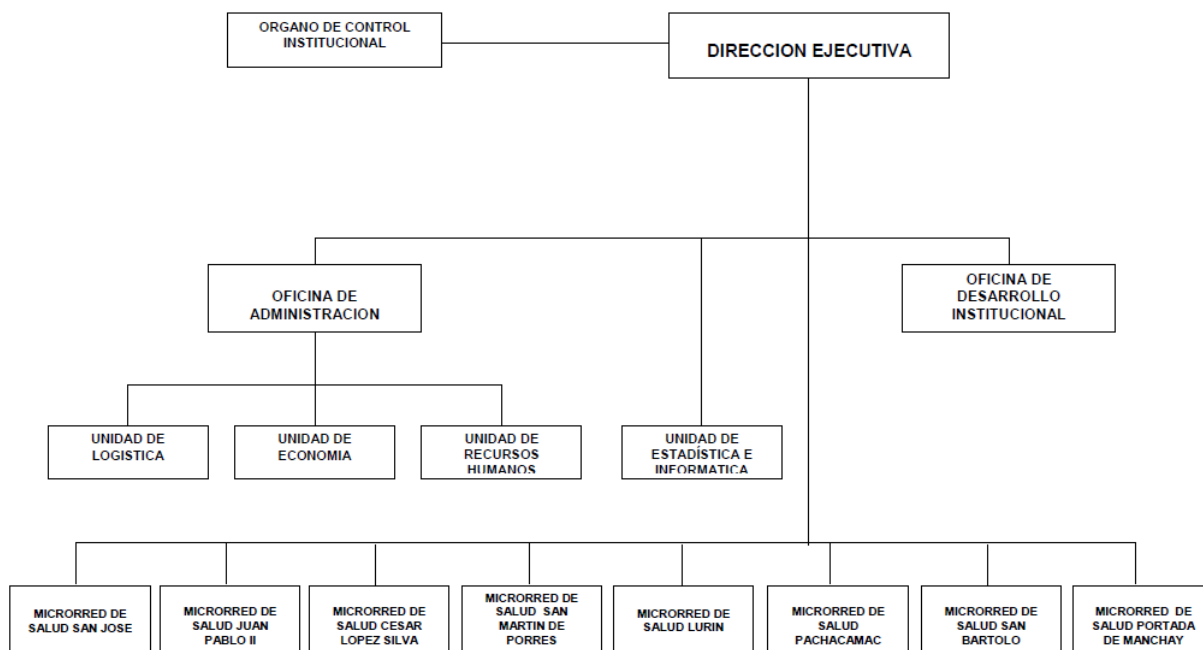 ORGANO DE CONTROL
INSTITUCIONAL
DIRECCION EJECUTIVA
OFICINA DE
ADMINISTRACION
OFICINA DE
DESARROLLO
INSTITUCIONAL
UNIDAD DE
LOGISTICA
UNIDAD DE
ECONOMIA
UNIDAD DE
RECURSOS
HUMANOS
UNIDAD DE
ESTADÍSTICA E
INFORMATICA
MICRORRED DE
SALUD SAN JOSE
MICRORRED DE
SALUD JUAN
PABLO II
MICRORRED DE
SALUD CESAR
LOPEZ SILVA
MICRORRED DE
SALUD SAN
MARTIN DE
PORRES
MICRORRED DE
SALUD LURIN
MICRORRED DE
SALUD
PACHACAMAC
MICRORRED DE
SALUD SAN
BARTOLO
MICRORRED DE
SALUD PORTADA
DE MANCHAY